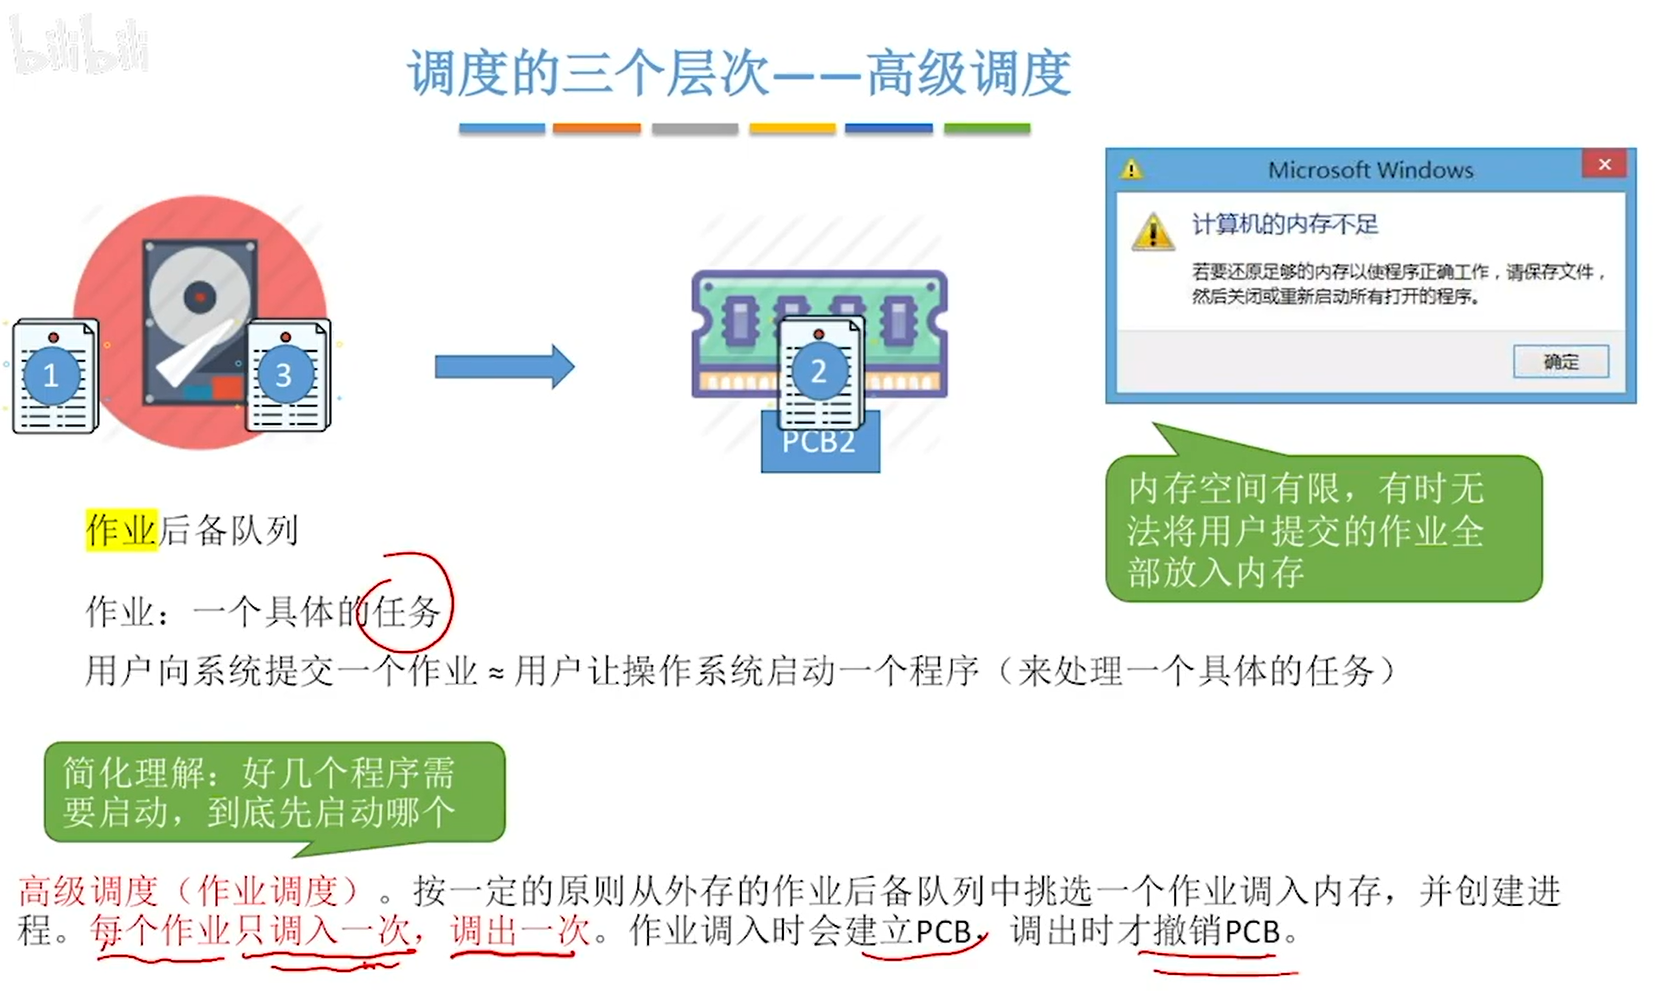 bilibili
调度的三个层次——高级调度
Microsoft Windows
计算机的内存不足
若要还原足够的内存以使程序正确工作，请保存文件，
然后关闭或重新启动所有打开的程序。
确定
1
3
2
PCB2
内存空间有限，有时无
法将用户提交的作业全
部放入内存
作业后备队列
作业：一个具体的任务
用户向系统提交一个作业 ≈ 用户让操作系统启动一个程序（来处理一个具体的任务）
简化理解：好几个程序需
要启动，到底先启动哪个
高级调度（作业调度）。按一定的原则从外存的作业后备队列中挑选一个作业调入内存，并创建进
程。每个作业只调入一次，调出一次。作业调入时会建立PCB，调出时才撤销PCB。